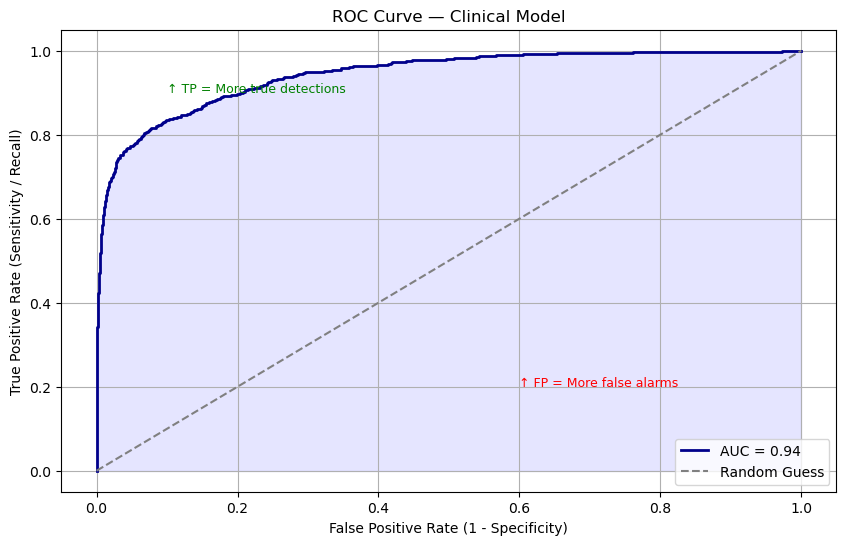 ROC Curve — Clinical Model
True Positive Rate (Sensitivity / Recall)
1.0
0.8
0.6
0.4
0.2
0.0
↑ TP = More true detections
↑ FP = More false alarms
AUC = 0.94
Random Guess
0.0 0.2 0.4 0.6 0.8 1.0
False Positive Rate (1 - Specificity)